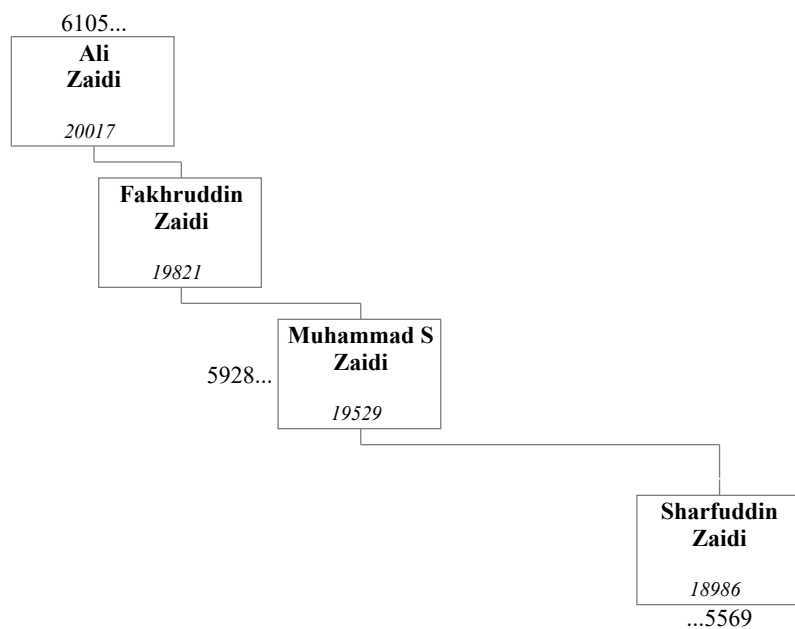 6105...
Ali
Zaidi
20017
Fakhruddin
Zaidi
19821
Muhammad S
Zaidi
5928...
19529
Sharfuddin
Zaidi
18986
...5569